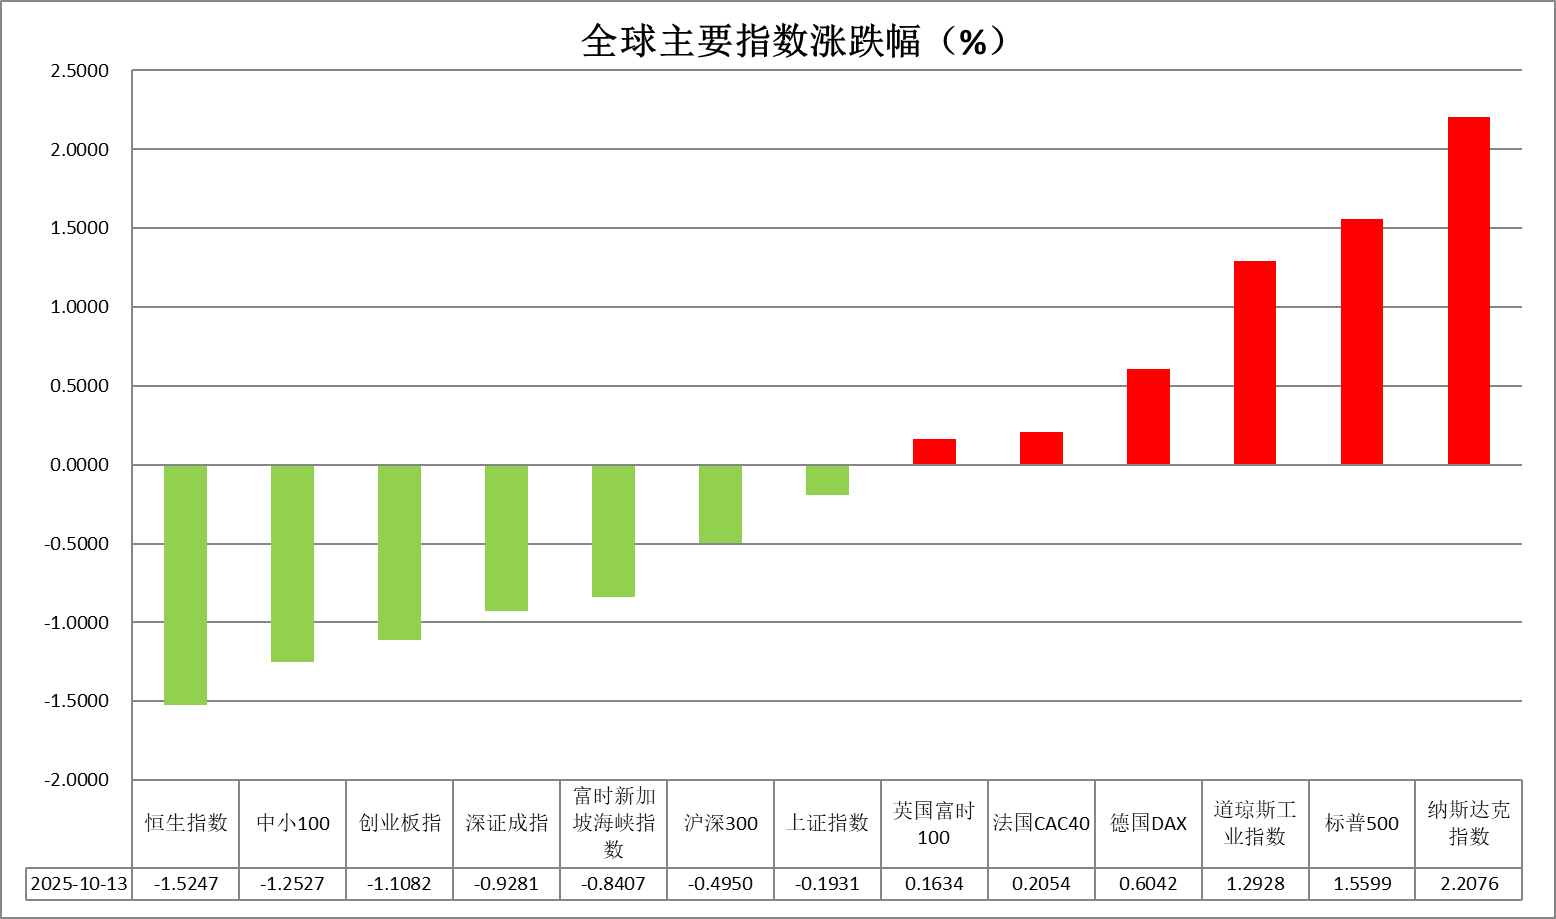 全球主要指数涨跌幅（%）
2.5000
2.0000
1.5000
1.0000
0.5000
0.0000
-0.5000
-1.0000
-1.5000
-2.0000
恒生指数
中小100
创业板指
深证成指
富时新加
坡海峡指
数
沪深300
上证指数
英国富时
100
法国CAC40
德国DAX
道琼斯工
业指数
标普500
纳斯达克
指数
2025-10-13 -1.5247 -1.2527 -1.1082 -0.9281 -0.8407 -0.4950 -0.1931 0.1634 0.2054 0.6042 1.2928 1.5599 2.2076